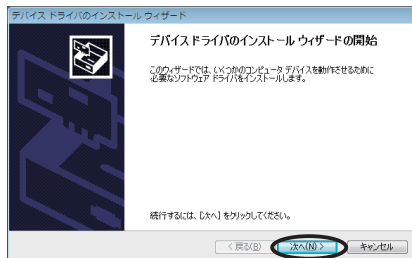 デバイス ドライバのインストール ウィザード
デバイス ドライバのインストール ウィザードの開始
このウィザードでは、いくつかのコンピュータ デバイスを動作させるために
必要なソフトウェア ドライバをインストールします。
続行するには、[次へ] をクリックしてください。
< 戻る(B) 次へ(N) > キャンセル